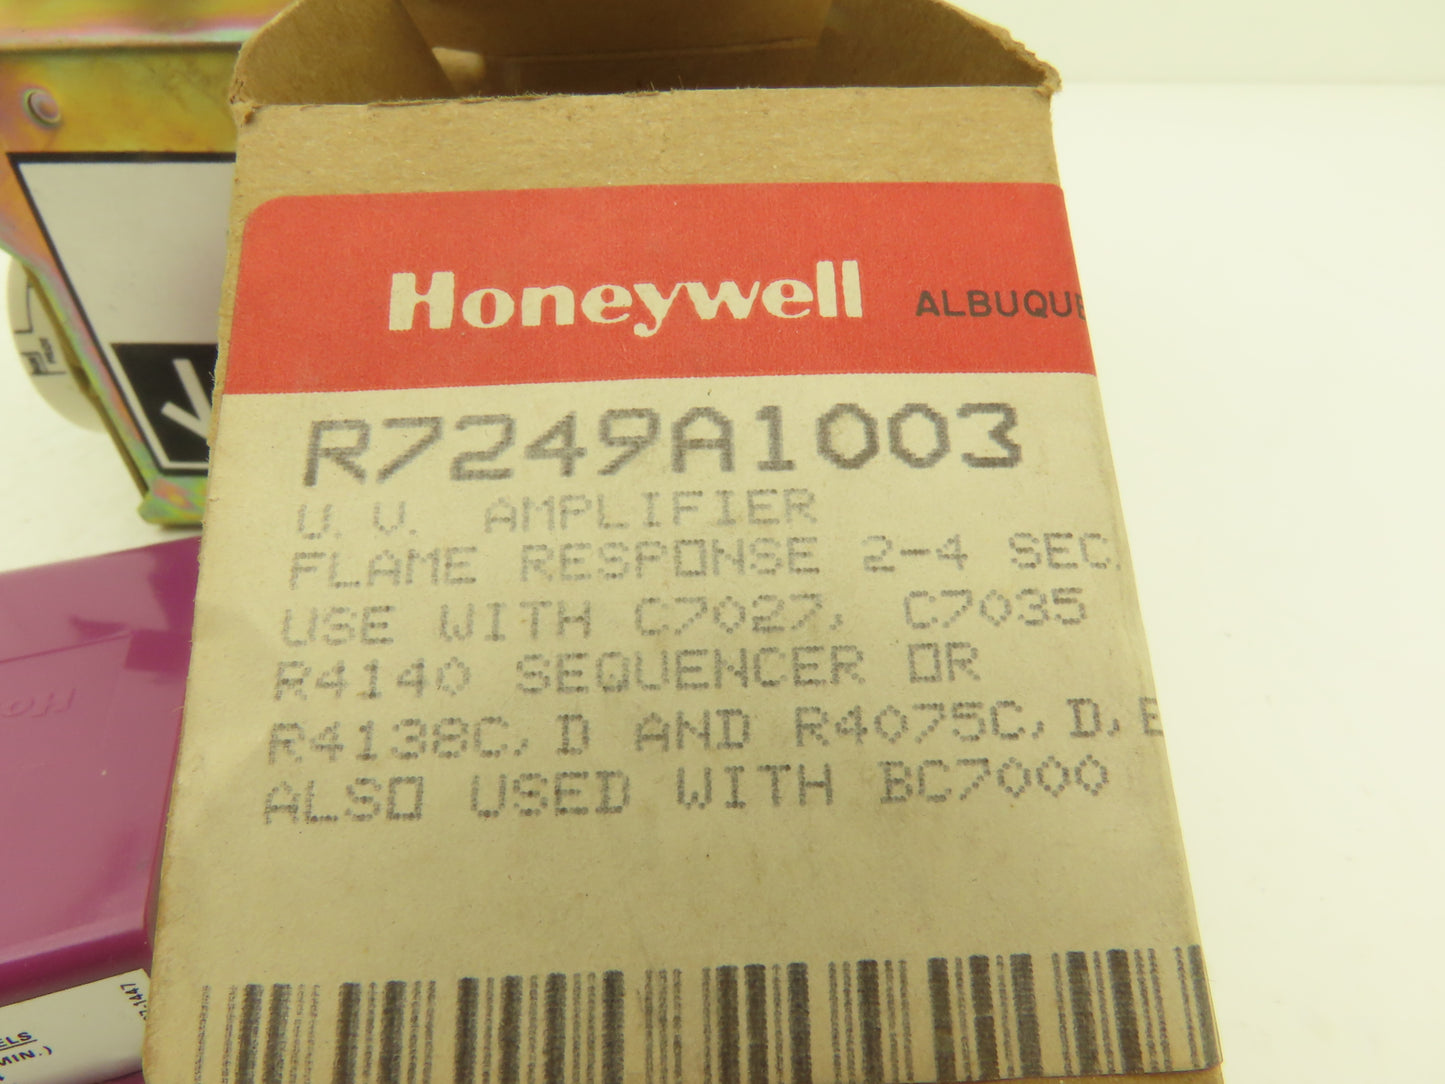 Honeywell
R7249A1003
U.V. AMPLIFIER
FLAME RESPONSE 2-4 SEC.
USE WITH C7027, C7035
R4140 SEQUENCER OR
R4138C,D AND R4075C,D,E
ALSO USED WITH BC7000